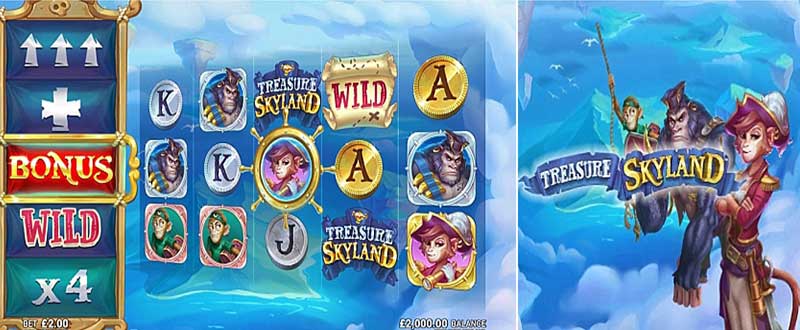 BONUS
WILD
x4
BET £2.00
K
TREASURE
SKYLAND
WILD
A
K
A
J
TREASURE
SKYLAND
£2,000.00 BALANCE
TREASURE SKYLAND